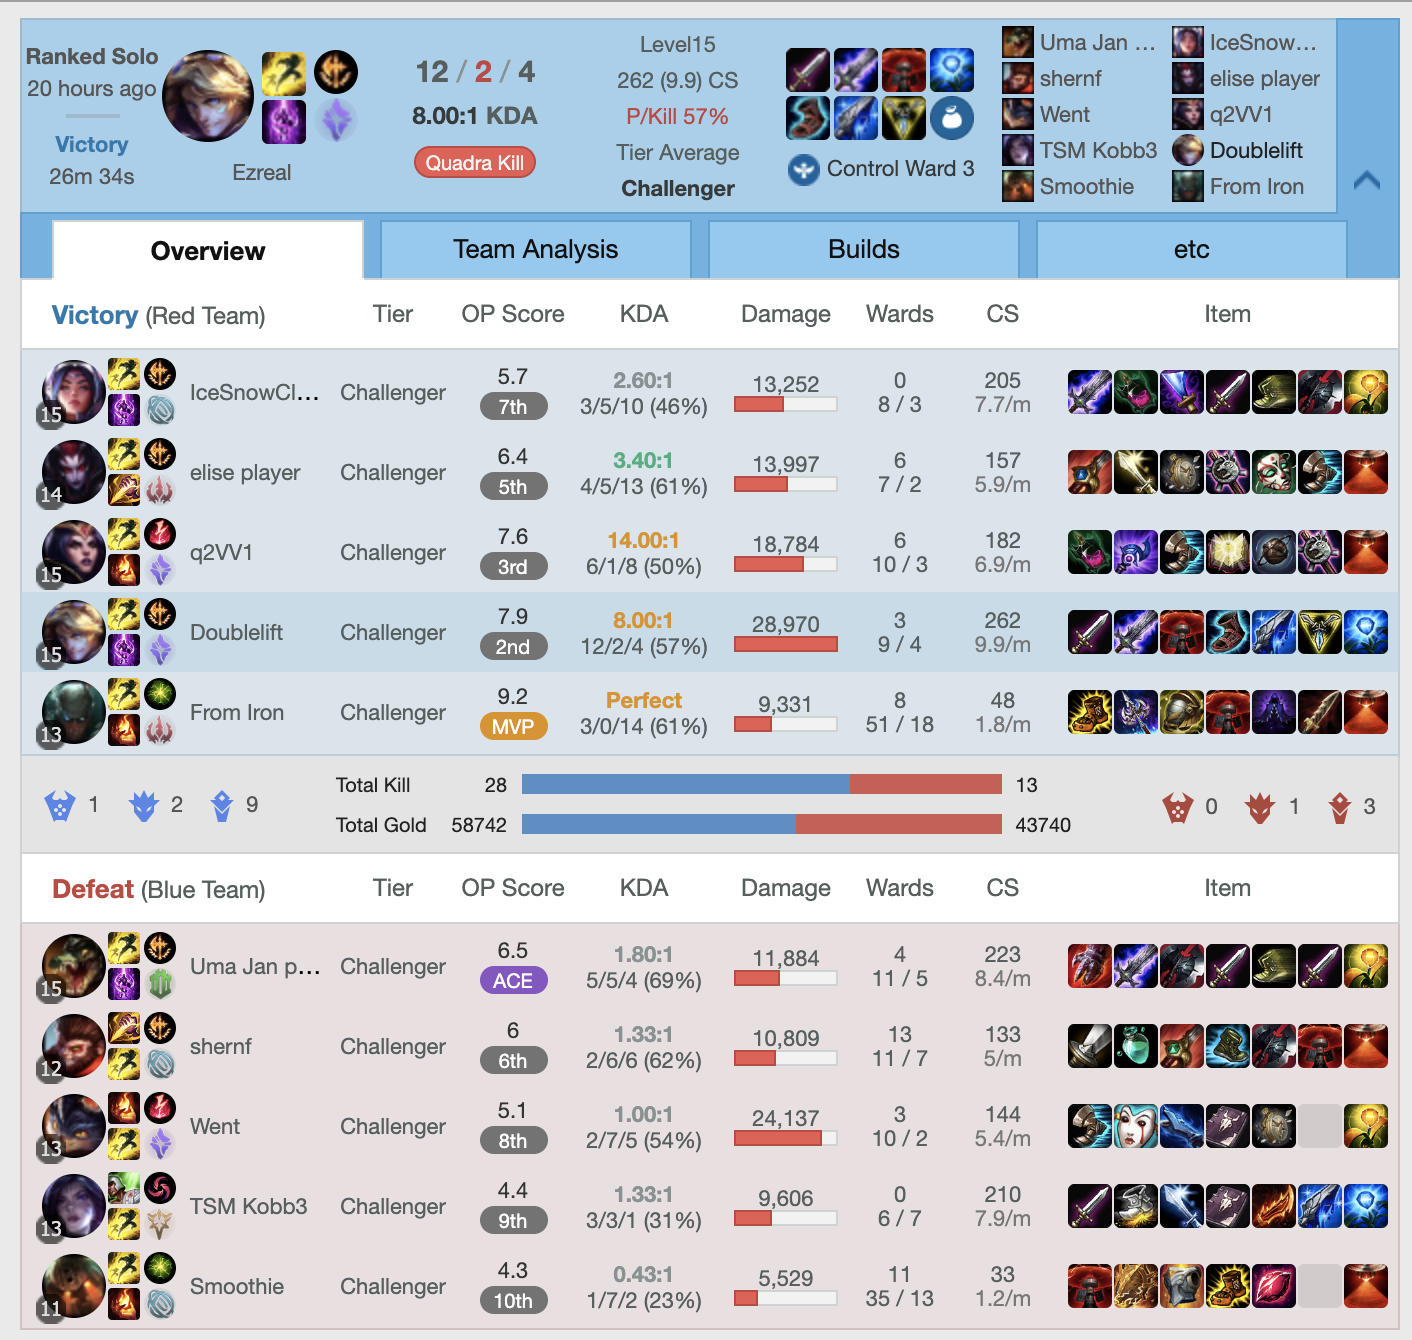 Ranked Solo
20 hours ago
Victory
26m 34s
Ezreal
12 / 2 / 4
8.00:1 KDA
Quadra Kill
Level15
262 (9.9) CS
P/Kill 57%
Tier Average
Challenger
Control Ward 3
Uma Jan ...
shernf
Went
TSM Kobb3
Smoothie
IceSnow...
elise player
q2VV1
Doublelift
From Iron
Overview Team Analysis Builds etc
Victory (Red Team) Tier OP Score KDA Damage Wards CS Item
15 IceSnowCl... Challenger 5.7 7th 2.60:1 3/5/10 (46%) 13,252 0 8 / 3 205 7.7/m
14 elise player Challenger 6.4 5th 3.40:1 4/5/13 (61%) 13,997 6 7 / 2 157 5.9/m
15 q2VV1 Challenger 7.6 3rd 14.00:1 6/1/8 (50%) 18,784 6 10 / 3 182 6.9/m
15 Doublelift Challenger 7.9 2nd 8.00:1 12/2/4 (57%) 28,970 3 9 / 4 262 9.9/m
13 From Iron Challenger 9.2 MVP Perfect 3/0/14 (61%) 9,331 8 51 / 18 48 1.8/m
1 2 9
Total Kill 28 13
Total Gold 58742 43740
0 1 3
Defeat (Blue Team) Tier OP Score KDA Damage Wards CS Item
15 Uma Jan p... Challenger 6.5 ACE 1.80:1 5/5/4 (69%) 11,884 4 11 / 5 223 8.4/m
12 shernf Challenger 6 6th 1.33:1 2/6/6 (62%) 10,809 13 11 / 7 133 5/m
13 Went Challenger 5.1 8th 1.00:1 2/7/5 (54%) 24,137 3 10 / 2 144 5.4/m
13 TSM Kobb3 Challenger 4.4 9th 1.33:1 3/3/1 (31%) 9,606 0 6 / 7 210 7.9/m
11 Smoothie Challenger 4.3 10th 0.43:1 1/7/2 (23%) 5,529 11 35 / 13 33 1.2/m